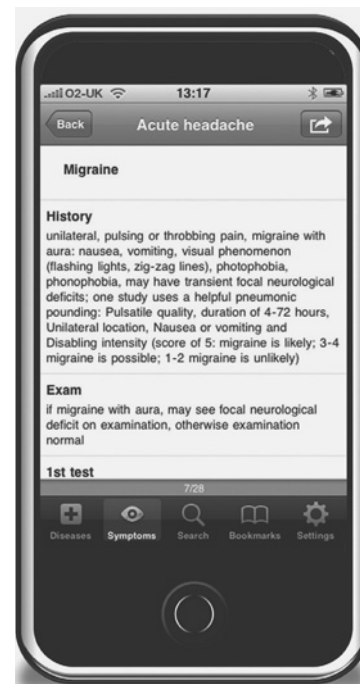 O2-UK 13:17
Back Acute headache
Migraine
History
unilateral, pulsing or throbbing pain, migraine with
aura: nausea, vomiting, visual phenomenon
(flashing lights, zig-zag lines), photophobia,
phonophobia, may have transient focal neurological
deficits; one study uses a helpful pneumonic
pounding: Pulsatile quality, duration of 4-72 hours,
Unilateral location, Nausea or vomiting and
Disabling intensity (score of 5: migraine is likely; 3-4
migraine is possible; 1-2 migraine is unlikely)
Exam
if migraine with aura, may see focal neurological
deficit on examination, otherwise examination
normal
1st test
7/28
Diseases Symptoms Search Bookmarks Settings